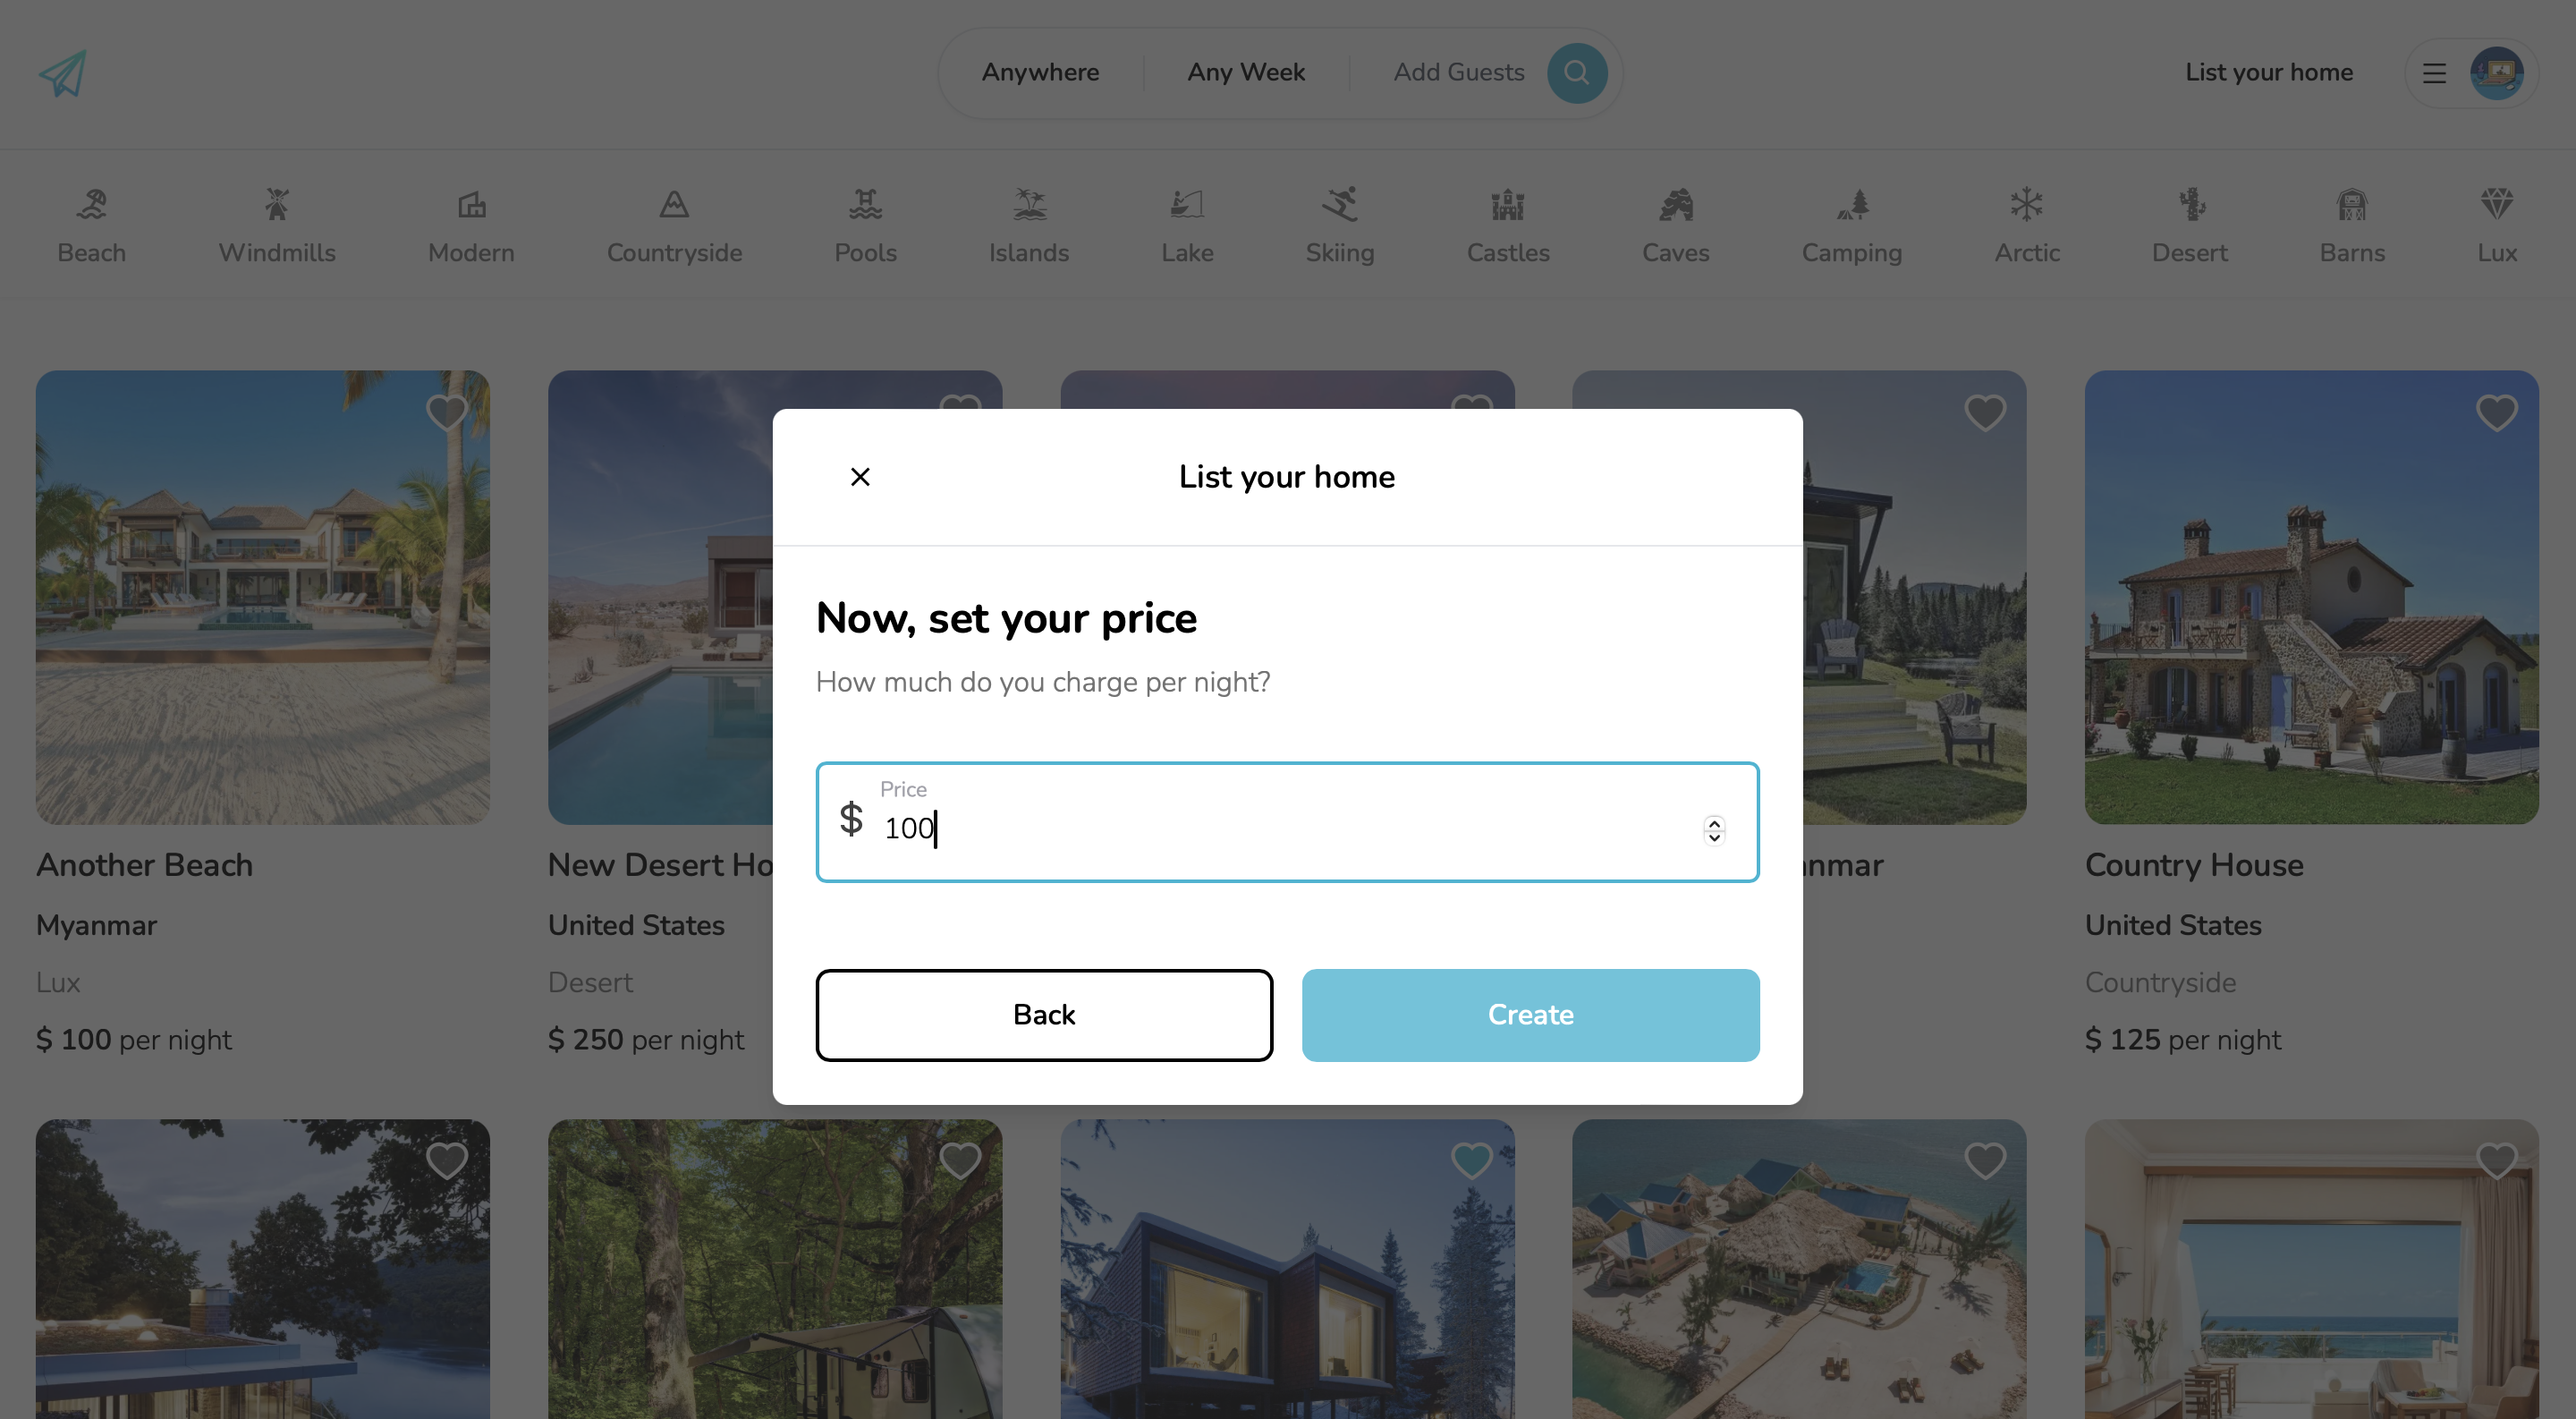 Anywhere
Any Week
Add Guests
List your home
Beach
Windmills
Modern
Countryside
Pools
Islands
Lake
Skiing
Castles
Caves
Camping
Arctic
Desert
Barns
Lux
List your home
Now, set your price
How much do you charge per night?
Price
$ 100
Back
Create
Another Beach
Myanmar
Lux
$ 100 per night
New Desert Ho
United States
Desert
$ 250 per night
nmar
Country House
United States
Countryside
$ 125 per night